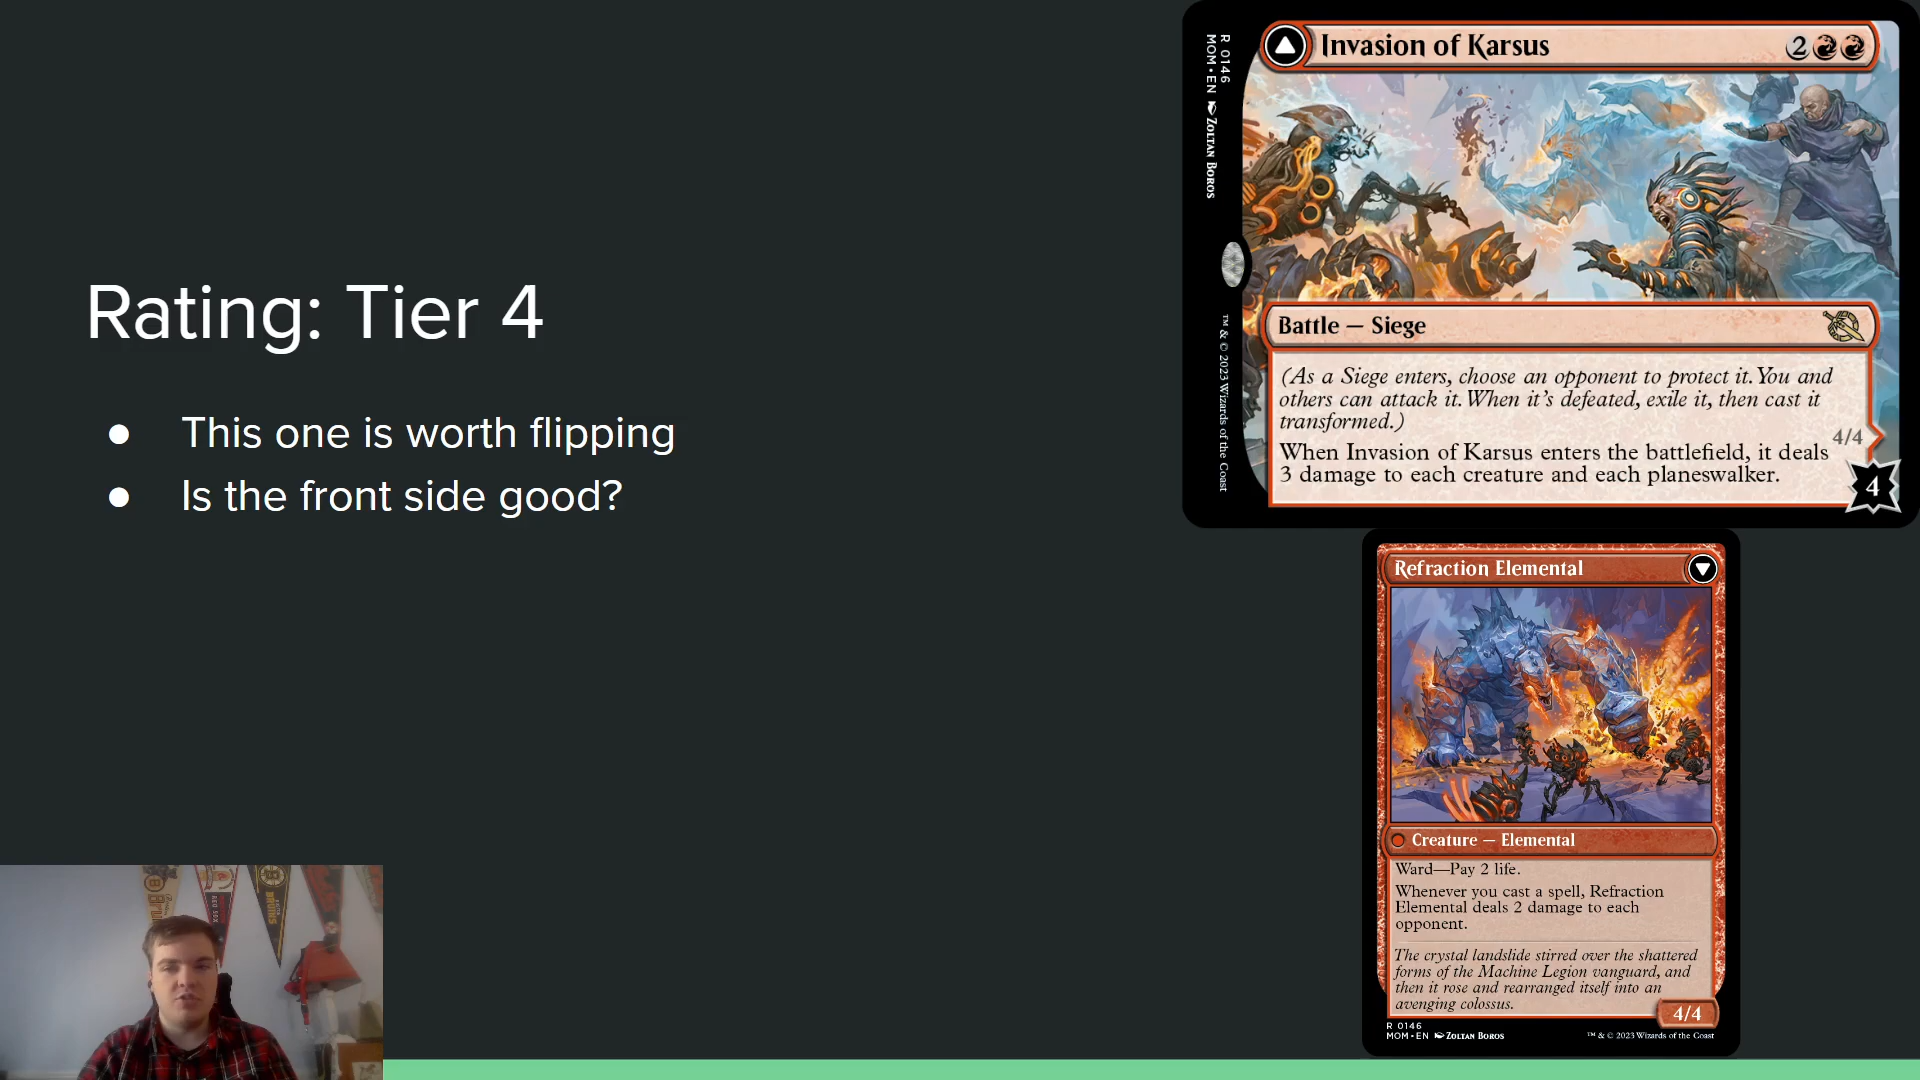 Rating: Tier 4
● This one is worth flipping
● Is the front side good?
R 0146
MOM • EN ZOLTAN BOROS
™ & © 2023 Wizards of the Coast
Invasion of Karsus 2
Battle — Siege
(As a Siege enters, choose an opponent to protect it. You and
others can attack it. When it's defeated, exile it, then cast it
transformed.)
4/4
When Invasion of Karsus enters the battlefield, it deals
3 damage to each creature and each planeswalker.
4
Refraction Elemental
Creature — Elemental
Ward—Pay 2 life.
Whenever you cast a spell, Refraction
Elemental deals 2 damage to each
opponent.
The crystal landslide stirred over the shattered
forms of the Machine Legion vanguard, and
then it rose and rearranged itself into an
avenging colossus.
4/4
R 0146
MOM • EN ZOLTAN BOROS
™ & © 2023 Wizards of the Coast
BRUINS
RED SOX